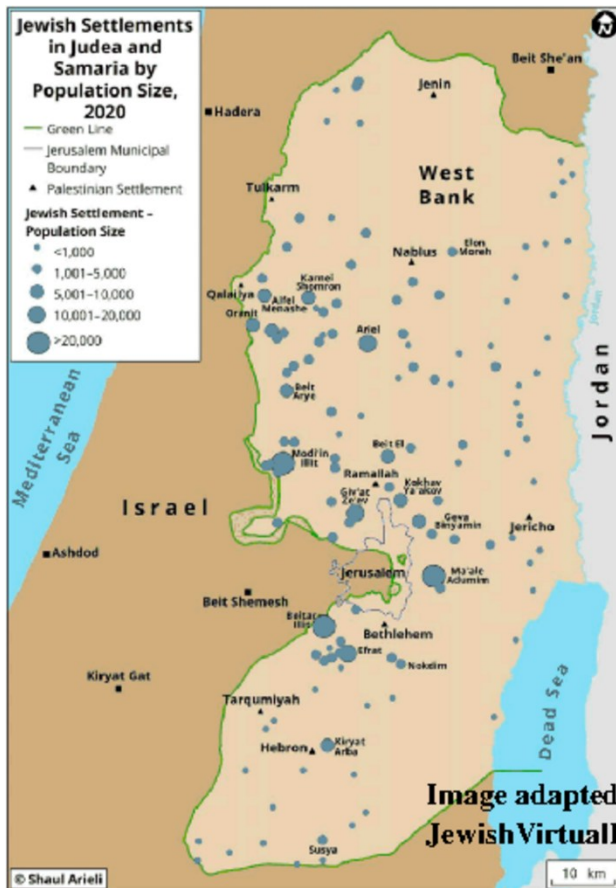 Jewish Settlements
in Judea and
Samaria by
Population Size,
2020
Green Line
Jerusalem Municipal
Boundary
Palestinian Settlement
Jewish Settlement –
Population Size
<1,000
1,001–5,000
5,001–10,000
10,001–20,000
>20,000
N
Beit She'an
Jenin
Hadera
West
Bank
Tulkarm
Elon
Moreh
Nablus
Karnei
Shomron
Qalqilya
Alfei
Menashe
Oranit
Ariel
Jordan
Beit
Arye
Mediterranean
Sea
Jordan
Beit El
Modi'in
Illit
Ramallah
Kokhav
Ya'akov
Giv'at
Ze'ev
Israel
Geva
Binyamin
Jericho
Ashdod
Jerusalem
Ma'ale
Adumim
Beit Shemesh
Beitar
Illit
Bethlehem
Efrat
Nokdim
Kiryat Gat
Tarqumiyah
Dead Sea
Hebron
Kiryat
Arba
Image adapted
JewishVirtual
Susya
© Shaul Arieli
10 km